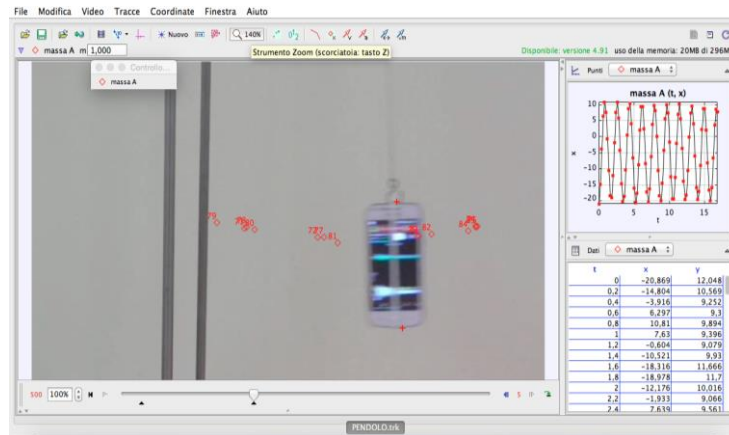 File Modifica Video Tracce Coordinate Finestra Aiuto
Nuovo 140%
massa A m 1,000
Strumento Zoom (scorciatoia: tasto Z)
Disponibile: versione 4.91 uso della memoria: 20MB di 296M
Controllo...
massa A
79
80
81
82
Punti massa A
massa A (t, x)
10
5
0
-5
-10
-15
-20
x
0 5 10 15
t
Dati massa A
t x y
0 -20,869 12,048
0,2 -14,804 10,569
0,4 -3,916 9,252
0,6 6,297 9,3
0,8 10,81 9,894
1 7,63 9,396
1,2 -0,604 9,079
1,4 -10,521 9,93
1,6 -18,316 11,666
1,8 -18,978 11,7
2 -12,176 10,016
2,2 -1,933 9,066
2,4 7,639 9,561
500 100% 5
PENDOLO.trk